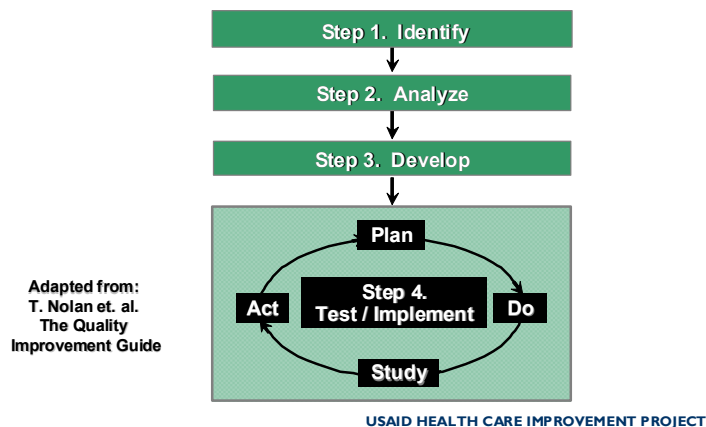 Step 1. Identify
Step 2. Analyze
Step 3. Develop
Plan
Step 4.
Test / Implement
Act
Do
Study
Adapted from:
T. Nolan et. al.
The Quality
Improvement Guide
USAID HEALTH CARE IMPROVEMENT PROJECT